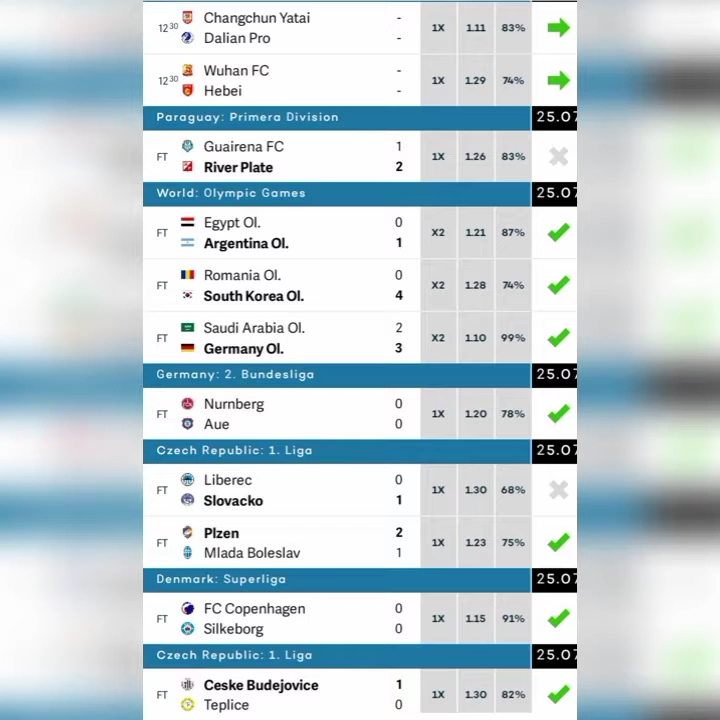 12 30 Changchun Yatai - 1X 1.11 83%
Dalian Pro -
12 30 Wuhan FC - 1X 1.29 74%
Hebei -
Paraguay: Primera Division 25.07
FT Guairena FC 1 1X 1.26 83%
River Plate 2
World: Olympic Games 25.07
FT Egypt Ol. 0 X2 1.21 87%
Argentina Ol. 1
FT Romania Ol. 0 X2 1.28 74%
South Korea Ol. 4
FT Saudi Arabia Ol. 2 X2 1.10 99%
Germany Ol. 3
Germany: 2. Bundesliga 25.07
FT Nurnberg 0 1X 1.20 78%
Aue 0
Czech Republic: 1. Liga 25.07
FT Liberec 0 1X 1.30 68%
Slovacko 1
FT Plzen 2 1X 1.23 75%
Mlada Boleslav 1
Denmark: Superliga 25.07
FT FC Copenhagen 0 1X 1.15 91%
Silkeborg 0
Czech Republic: 1. Liga 25.07
FT Ceske Budejovice 1 1X 1.30 82%
Teplice 0